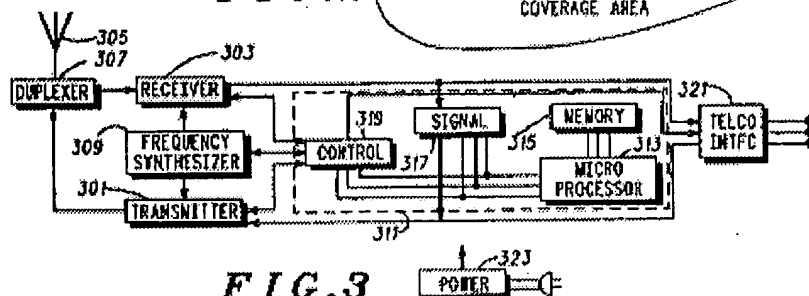 COVERAGE AREA
305
307
303
DUPLEXER
RECEIVER
321
319
SIGNAL
MEMORY
TELCO
INTFC
309
FREQUENCY
SYNTHESIZER
CONTROL
317
315
313
MICRO
PROCESSOR
301
TRANSMITTER
311
FIG.3
323
POWER